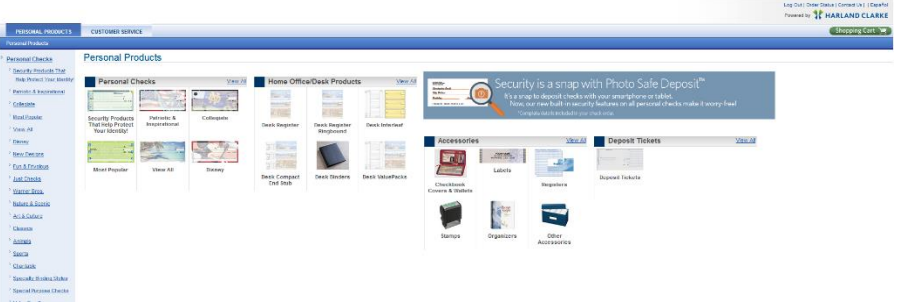 Log Out | Order Status | Contact Us | | Español
Powered by HARLAND CLARKE
PERSONAL PRODUCTS
CUSTOMER SERVICE
Shopping Cart
Personal Products
Personal Checks
Security Products That
Help Protect Your Identity!
Patriotic & Inspirational
Collegiate
Most Popular
View All
Disney
New Designs
Fun & Frivolous
Just Checks
Warner Bros.
Nature & Scenic
Art & Culture
Classics
Animals
Sports
Charitable
Specialty Binding Styles
Special Purpose Checks
Personal Products
Personal Checks View All
Security Products
That Help Protect
Your Identity!
Patriotic &
Inspirational
Collegiate
Most Popular
View All
Disney
Home Office/Desk Products View All
Desk Register
Desk Register
Ringbound
Desk Interleaf
Desk Compact
End Stub
Desk Binders
Desk ValuePacks
Security is a snap with Photo Safe Deposit
It's a snap to deposit checks with your smartphone or tablet.
Now, our new built-in security features on all personal checks make it worry-free!
Accessories View All
Checkbook
Covers & Wallets
Labels
Registers
Stamps
Organizers
Other
Accessories
Deposit Tickets View All
Deposit Tickets